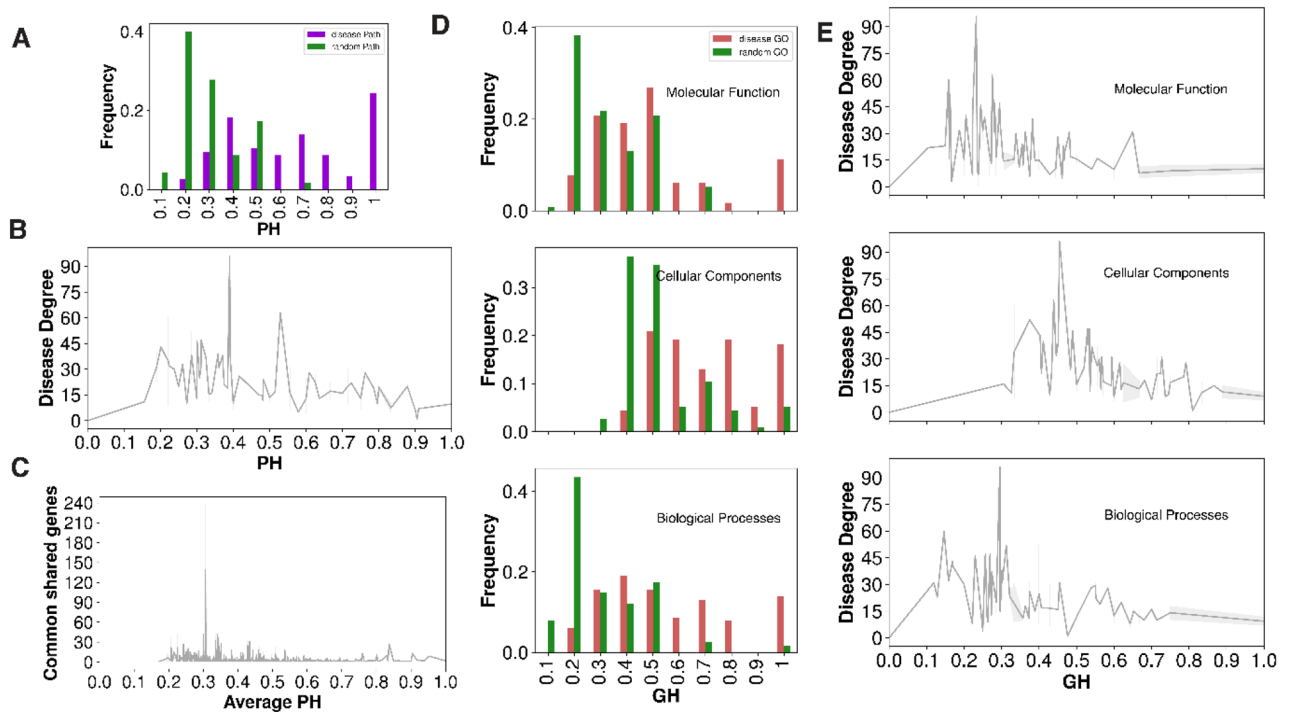 A
Frequency
0.4
0.2
0.0
disease Path
random Path
0.1 0.2 0.3 0.4 0.5 0.6 0.7 0.8 0.9 1
PH
B
Disease Degree
90
75
60
45
30
15
0
0.0 0.1 0.2 0.3 0.4 0.5 0.6 0.7 0.8 0.9 1.0
PH
C
Common shared genes
240
210
180
150
120
90
60
30
0
0.0 0.1 0.2 0.3 0.4 0.5 0.6 0.7 0.8 0.9 1.0
Average PH
D
Frequency
0.4
0.2
0.0
disease GO
random GO
Molecular Function
Frequency
0.3
0.2
0.1
0.0
Cellular Components
Frequency
0.4
0.2
0.0
Biological Processes
0.1 0.2 0.3 0.4 0.5 0.6 0.7 0.8 0.9 1
GH
E
Disease Degree
90
75
60
45
30
15
0
Molecular Function
Disease Degree
90
75
60
45
30
15
0
Cellular Components
Disease Degree
90
75
60
45
30
15
0
Biological Processes
0.0 0.1 0.2 0.3 0.4 0.5 0.6 0.7 0.8 0.9 1.0
GH